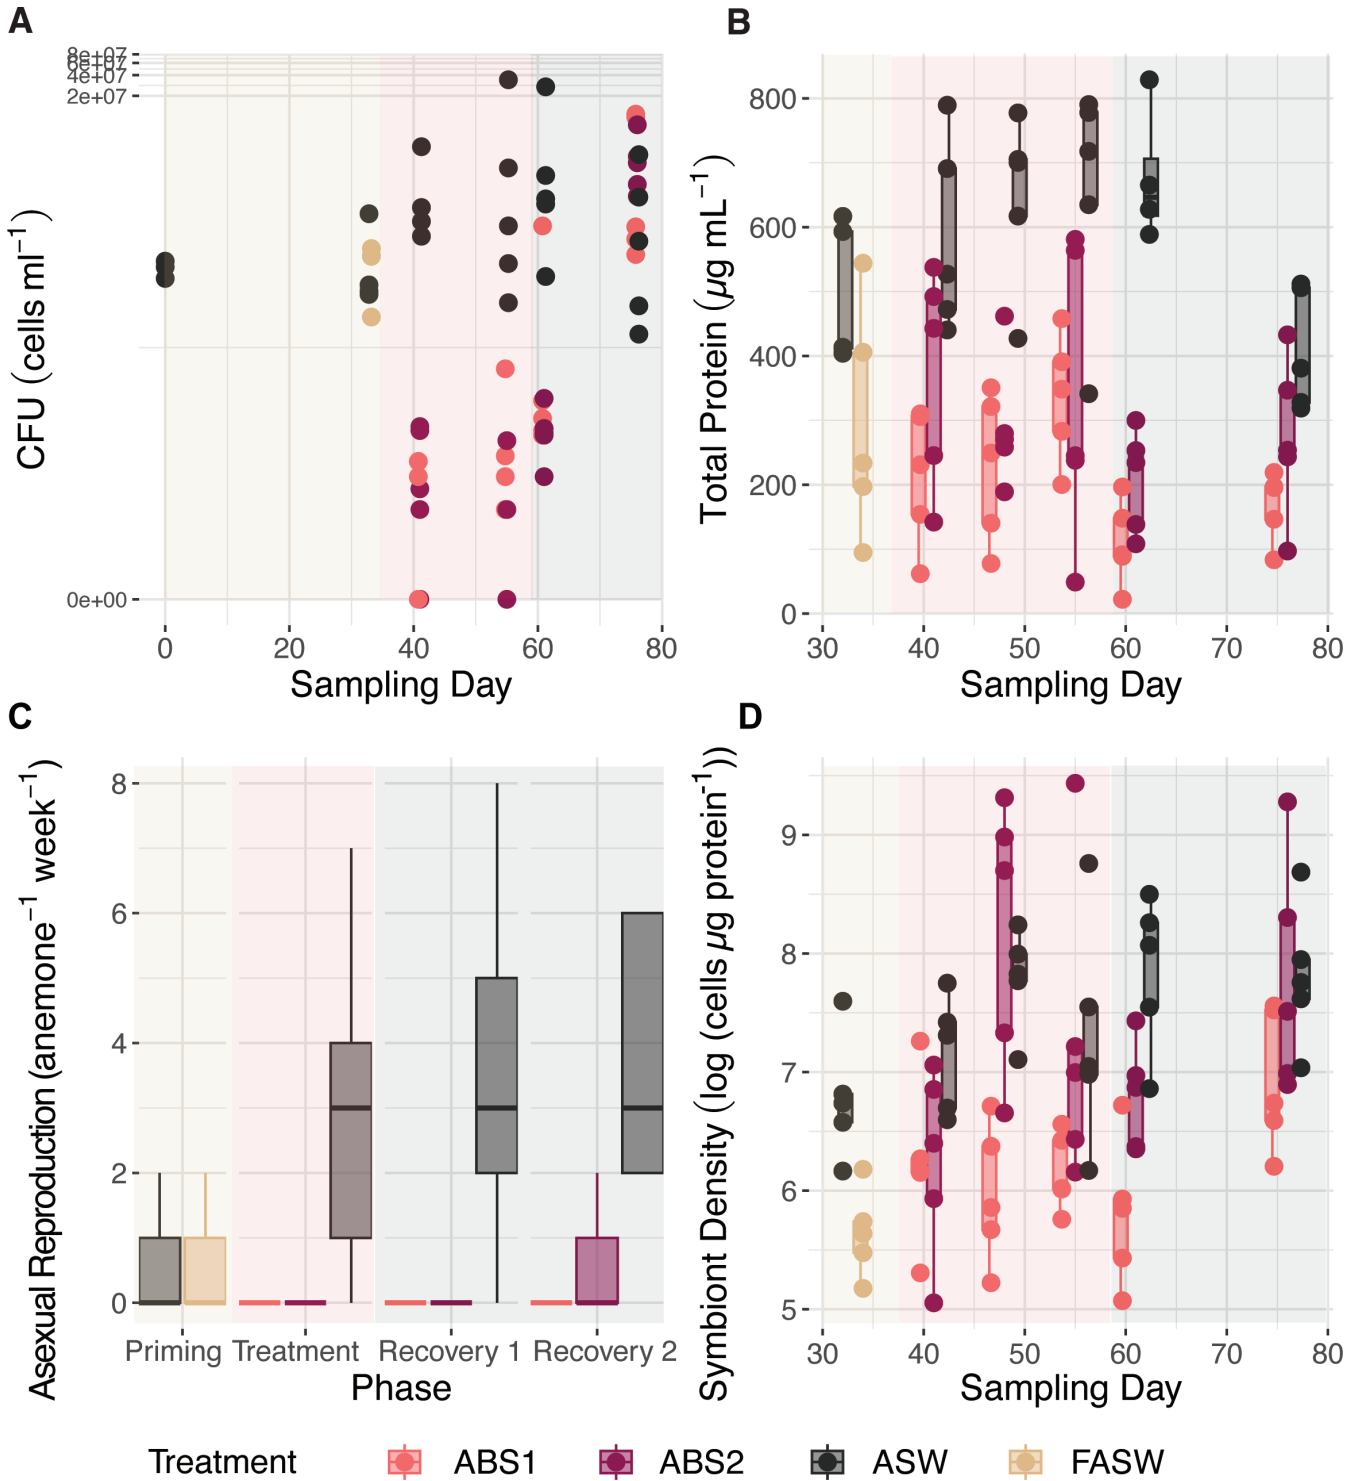 A
8e+07
6e+07
4e+07
2e+07
0e+00
CFU (cells ml⁻¹)
0 20 40 60 80
Sampling Day
B
800
600
400
200
0
Total Protein (µg mL⁻¹)
30 40 50 60 70 80
Sampling Day
C
8
6
4
2
0
Asexual Reproduction (anemone⁻¹ week⁻¹)
Priming Treatment Recovery 1 Recovery 2
Phase
D
9
8
7
6
5
Symbiont Density (log (cells µg protein⁻¹))
30 40 50 60 70 80
Sampling Day
Treatment ABS1 ABS2 ASW FASW